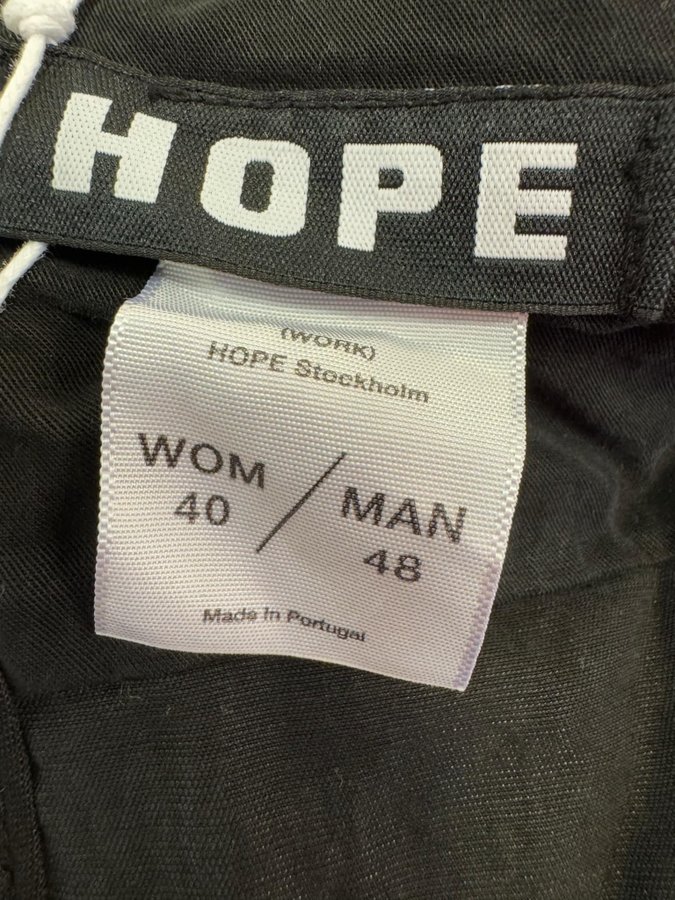 HOPE
(WORK)
HOPE Stockholm
WOM / MAN
40 48
Made In Portugal